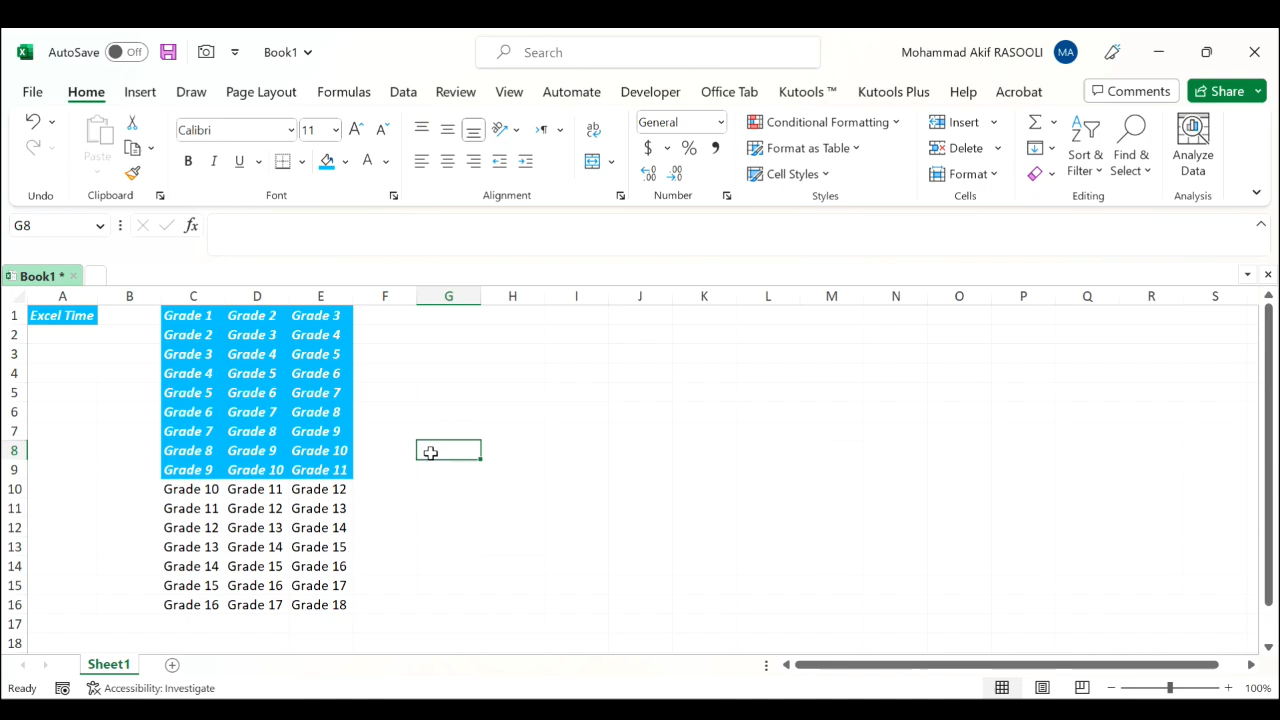 AutoSave Off Book1 Search Mohammad Akif RASOOLI MA
File Home Insert Draw Page Layout Formulas Data Review View Automate Developer Office Tab Kutools ™ Kutools Plus Help Acrobat Comments Share
Calibri 11 General Conditional Formatting Insert
Paste Format as Table Delete Sort & Find & Analyze
Cell Styles Format Filter Select Data
Undo Clipboard Font Alignment Number Styles Cells Editing Analysis
G8 fx
Book1 *
A B C D E F G H I J K L M N O P Q R S
1 Excel Time Grade 1 Grade 2 Grade 3
2 Grade 2 Grade 3 Grade 4
3 Grade 3 Grade 4 Grade 5
4 Grade 4 Grade 5 Grade 6
5 Grade 5 Grade 6 Grade 7
6 Grade 6 Grade 7 Grade 8
7 Grade 7 Grade 8 Grade 9
8 Grade 8 Grade 9 Grade 10
9 Grade 9 Grade 10 Grade 11
10 Grade 10 Grade 11 Grade 12
11 Grade 11 Grade 12 Grade 13
12 Grade 12 Grade 13 Grade 14
13 Grade 13 Grade 14 Grade 15
14 Grade 14 Grade 15 Grade 16
15 Grade 15 Grade 16 Grade 17
16 Grade 16 Grade 17 Grade 18
17
18
Sheet1
Ready Accessibility: Investigate 100%